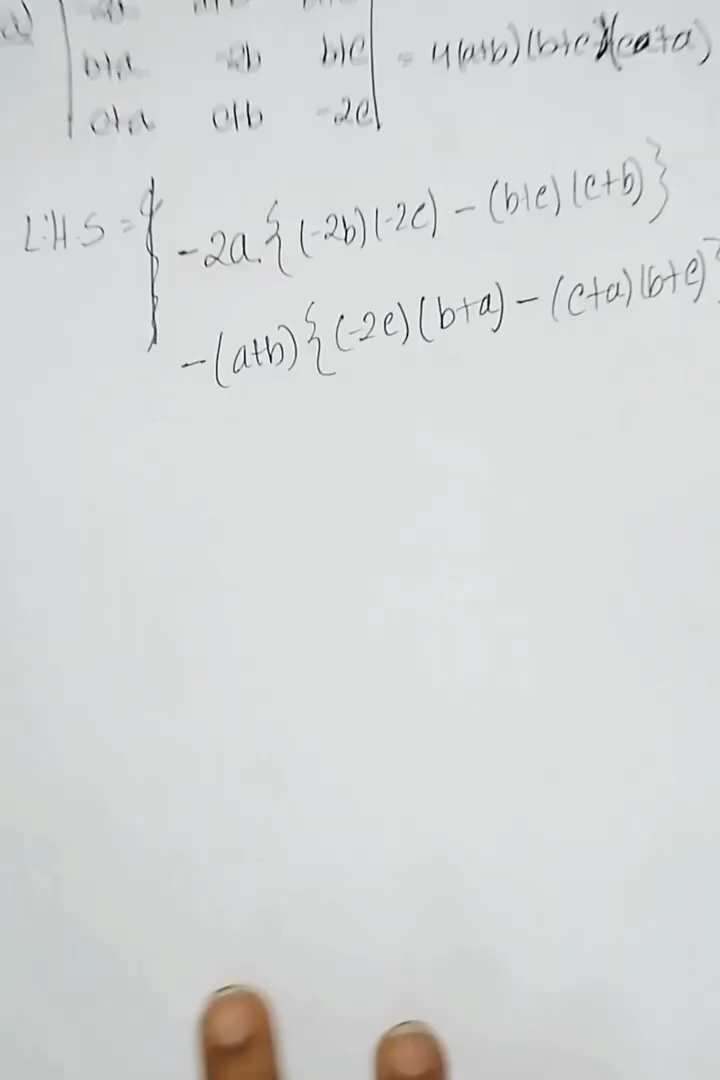 b+a -2b b+c = 4(a+b)(b+c)(c+a)
c+a c+b -2c
L.H.S =
-2a.{(-2b)(-2c) - (b+c)(c+b)}
-(a+b){(-2c)(b+a) - (c+a)(b+c)}